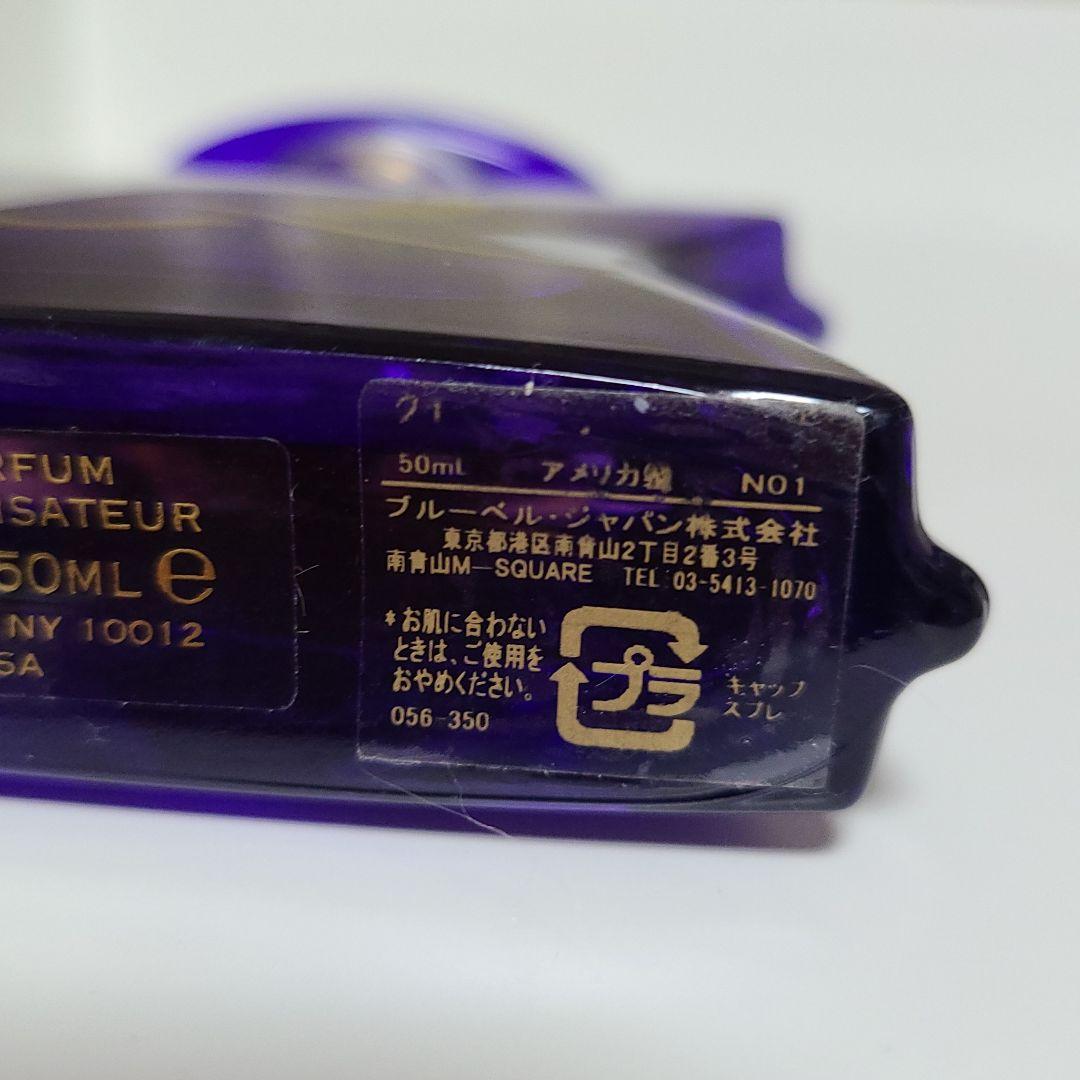 RFUM
ISATEUR
50ML e
NY 10012
SA
50mL アメリカ製 NO1
ブルーベル・ジャパン株式会社
東京都港区南青山2丁目2番3号
南青山M-SQUARE TEL:03-5413-1070
*お肌に合わない
ときは、ご使用を
おやめください。
056-350
プラ
キャップ
スプレー